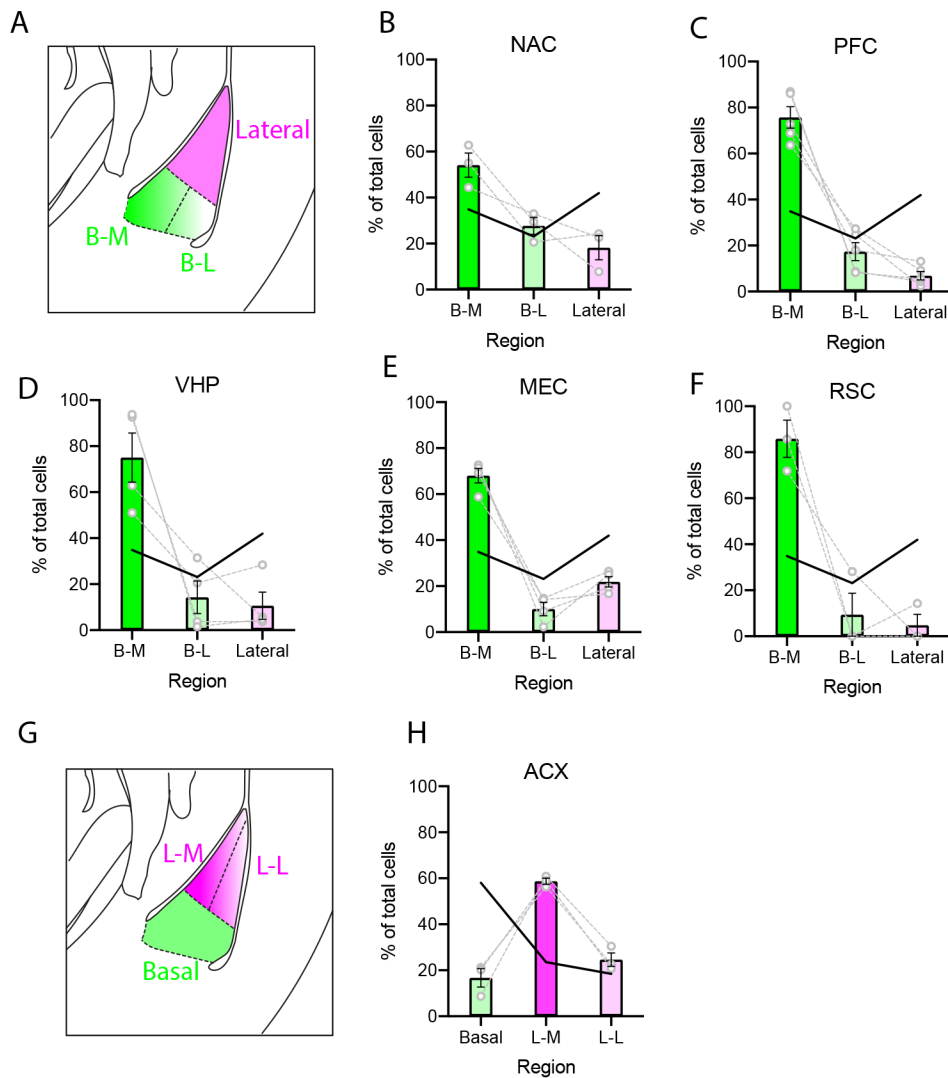 A
Lateral
B-M
B-L
B
NAC
% of total cells
100
80
60
40
20
0
B-M B-L Lateral
Region
C
PFC
% of total cells
100
80
60
40
20
0
B-M B-L Lateral
Region
D
VHP
% of total cells
100
80
60
40
20
0
B-M B-L Lateral
Region
E
MEC
% of total cells
100
80
60
40
20
0
B-M B-L Lateral
Region
F
RSC
% of total cells
100
80
60
40
20
0
B-M B-L Lateral
Region
G
L-M
L-L
Basal
H
ACX
% of total cells
100
80
60
40
20
0
Basal L-M L-L
Region